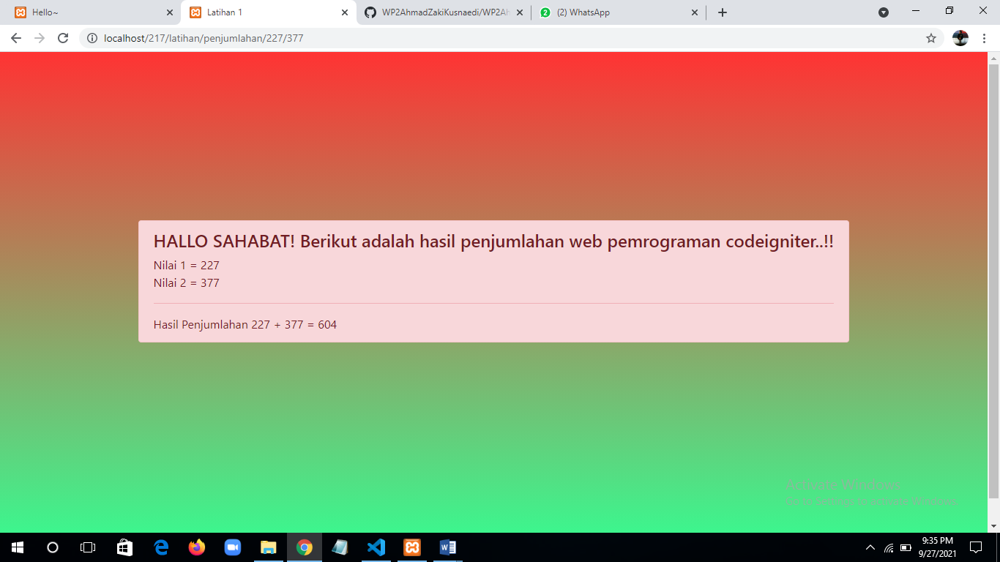 Hello~
Latihan 1
WP2AhmadZakiKusnaedi/WP2Ah
2
(2) WhatsApp
localhost/217/latihan/penjumlahan/227/377
HALLO SAHABAT! Berikut adalah hasil penjumlahan web pemrograman codeigniter..!!
Nilai 1 = 227
Nilai 2 = 377
Hasil Penjumlahan 227 + 377 = 604
Activate Windows
Go to Settings to activate Windows.
9:35 PM
9/27/2021